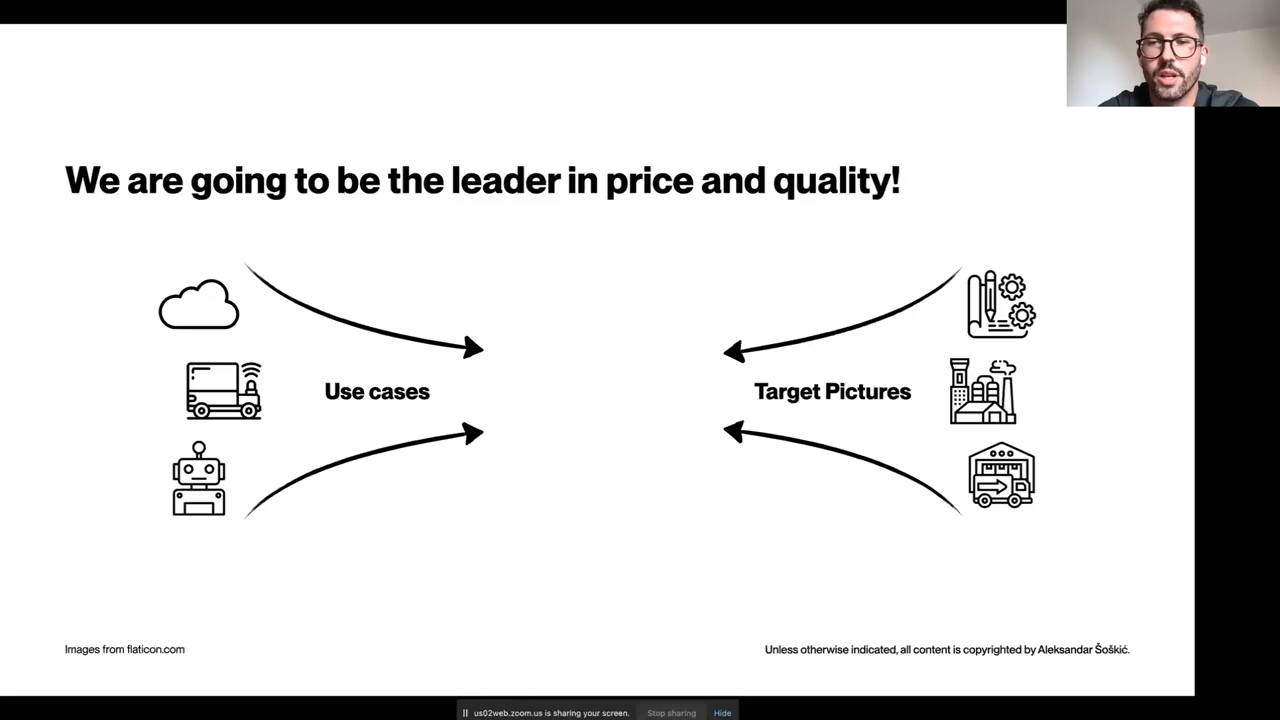 We are going to be the leader in price and quality!
Use cases
Target Pictures
Images from flaticon.com
Unless otherwise indicated, all content is copyrighted by Aleksandar Šoškić.
us02web.zoom.us is sharing your screen.
Stop sharing
Hide